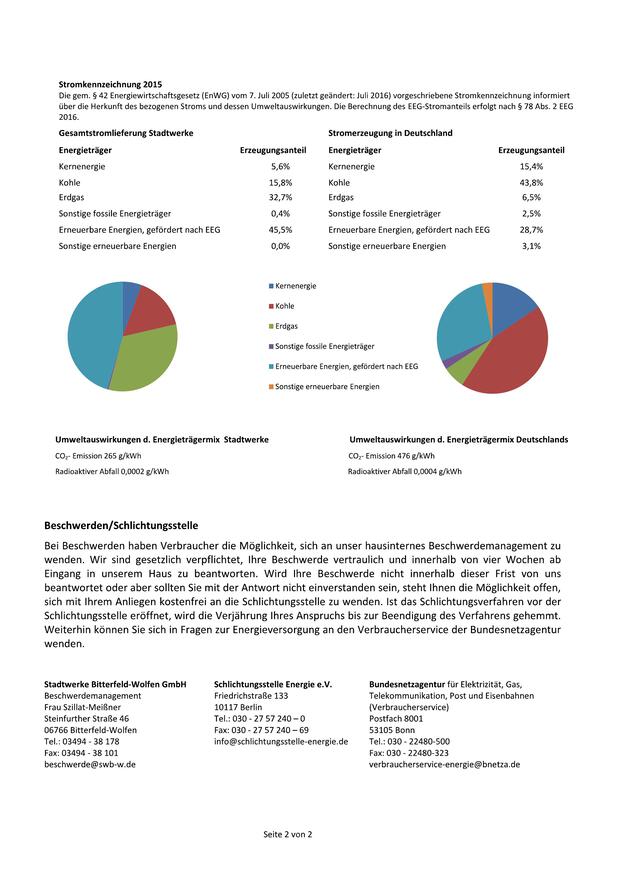 Stromkennzeichnung 2015
Die gem. § 42 Energiewirtschaftsgesetz (EnWG) vom 7. Juli 2005 (zuletzt geändert: Juli 2016) vorgeschriebene Stromkennzeichnung informiert
über die Herkunft des bezogenen Stroms und dessen Umweltauswirkungen. Die Berechnung des EEG-Stromanteils erfolgt nach § 78 Abs. 2 EEG
2016.
Gesamtstromlieferung Stadtwerke
Energieträger Erzeugungsanteil
Kernenergie 5,6%
Kohle 15,8%
Erdgas 32,7%
Sonstige fossile Energieträger 0,4%
Erneuerbare Energien, gefördert nach EEG 45,5%
Sonstige erneuerbare Energien 0,0%
Stromerzeugung in Deutschland
Energieträger Erzeugungsanteil
Kernenergie 15,4%
Kohle 43,8%
Erdgas 6,5%
Sonstige fossile Energieträger 2,5%
Erneuerbare Energien, gefördert nach EEG 28,7%
Sonstige erneuerbare Energien 3,1%
Kernenergie
Kohle
Erdgas
Sonstige fossile Energieträger
Erneuerbare Energien, gefördert nach EEG
Sonstige erneuerbare Energien
Umweltauswirkungen d. Energieträgermix Stadtwerke
CO₂- Emission 265 g/kWh
Radioaktiver Abfall 0,0002 g/kWh
Umweltauswirkungen d. Energieträgermix Deutschlands
CO₂- Emission 476 g/kWh
Radioaktiver Abfall 0,0004 g/kWh
Beschwerden/Schlichtungsstelle
Bei Beschwerden haben Verbraucher die Möglichkeit, sich an unser hausinternes Beschwerdemanagement zu
wenden. Wir sind gesetzlich verpflichtet, Ihre Beschwerde vertraulich und innerhalb von vier Wochen ab
Eingang in unserem Haus zu beantworten. Wird Ihre Beschwerde nicht innerhalb dieser Frist von uns
beantwortet oder aber sollten Sie mit der Antwort nicht einverstanden sein, steht Ihnen die Möglichkeit offen,
sich mit Ihrem Anliegen kostenfrei an die Schlichtungsstelle zu wenden. Ist das Schlichtungsverfahren vor der
Schlichtungsstelle eröffnet, wird die Verjährung Ihres Anspruchs bis zur Beendigung des Verfahrens gehemmt.
Weiterhin können Sie sich in Fragen zur Energieversorgung an den Verbraucherservice der Bundesnetzagentur
wenden.
Stadtwerke Bitterfeld-Wolfen GmbH
Beschwerdemanagement
Frau Szillat-Meißner
Steinfurther Straße 46
06766 Bitterfeld-Wolfen
Tel.: 03494 - 38 178
Fax: 03494 - 38 101
beschwerde@swb-w.de
Schlichtungsstelle Energie e.V.
Friedrichstraße 133
10117 Berlin
Tel.: 030 - 27 57 240 – 0
Fax: 030 - 27 57 240 – 69
info@schlichtungsstelle-energie.de
Bundesnetzagentur für Elektrizität, Gas,
Telekommunikation, Post und Eisenbahnen
(Verbraucherservice)
Postfach 8001
53105 Bonn
Tel.: 030 - 22480-500
Fax: 030 - 22480-323
verbraucherservice-energie@bnetza.de
Seite 2 von 2